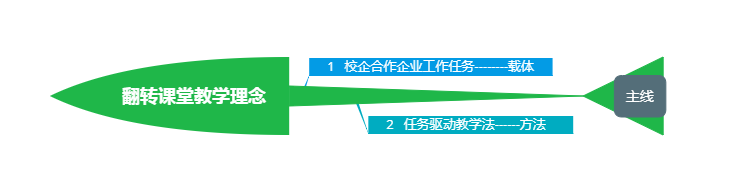 1 校企合作企业工作任务--------载体
翻转课堂教学理念
主线
2 任务驱动教学法------方法